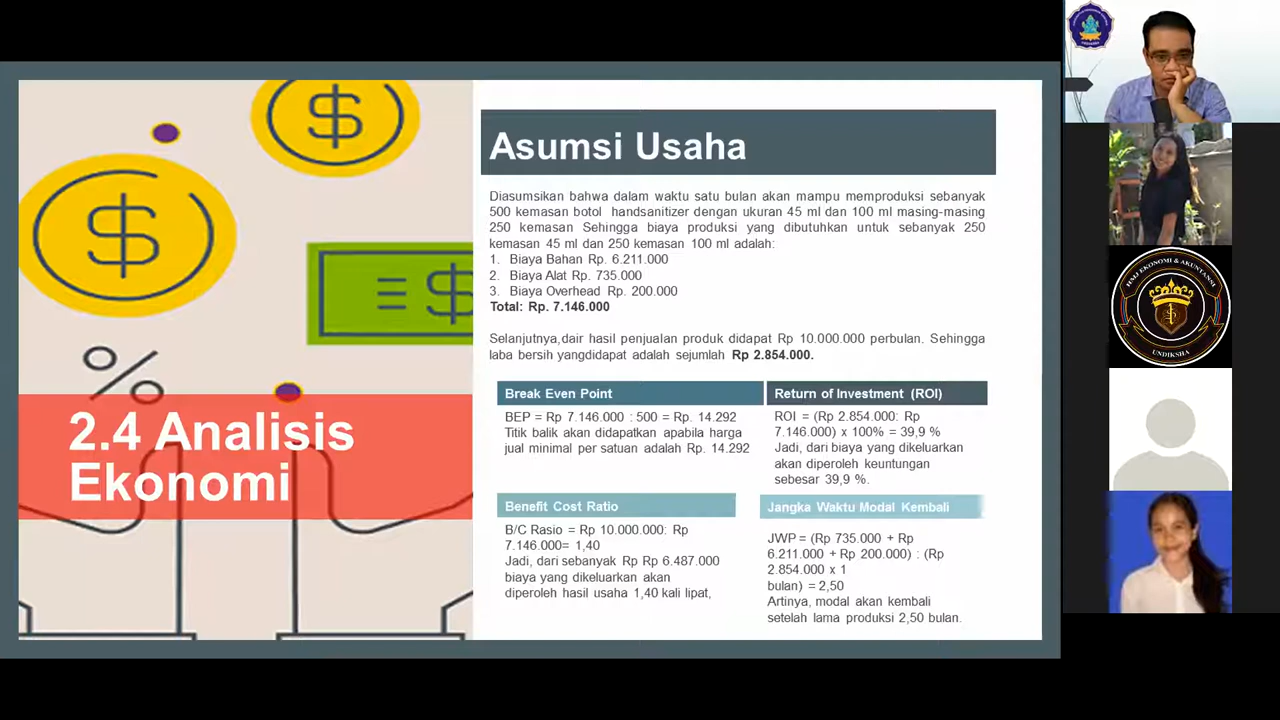 2.4 Analisis
Ekonomi
Asumsi Usaha
Diasumsikan bahwa dalam waktu satu bulan akan mampu memproduksi sebanyak
500 kemasan botol handsanitizer dengan ukuran 45 ml dan 100 ml masing-masing
250 kemasan Sehingga biaya produksi yang dibutuhkan untuk sebanyak 250
kemasan 45 ml dan 250 kemasan 100 ml adalah:
1. Biaya Bahan Rp. 6.211.000
2. Biaya Alat Rp. 735.000
3. Biaya Overhead Rp. 200.000
Total: Rp. 7.146.000
Selanjutnya,dair hasil penjualan produk didapat Rp 10.000.000 perbulan. Sehingga
laba bersih yangdidapat adalah sejumlah Rp 2.854.000.
Break Even Point
BEP = Rp 7.146.000 : 500 = Rp. 14.292
Titik balik akan didapatkan apabila harga
jual minimal per satuan adalah Rp. 14.292
Return of Investment (ROI)
ROI = (Rp 2.854.000: Rp
7.146.000) x 100% = 39,9 %
Jadi, dari biaya yang dikeluarkan
akan diperoleh keuntungan
sebesar 39,9 %.
Benefit Cost Ratio
B/C Rasio = Rp 10.000.000: Rp
7.146.000= 1,40
Jadi, dari sebanyak Rp Rp 6.487.000
biaya yang dikeluarkan akan
diperoleh hasil usaha 1,40 kali lipat,
Jangka Waktu Modal Kembali
JWP = (Rp 735.000 + Rp
6.211.000 + Rp 200.000) : (Rp
2.854.000 x 1
bulan) = 2,50
Artinya, modal akan kembali
setelah lama produksi 2,50 bulan.
HMJ EKONOMI & AKUNTANSI
UNDIKSHA